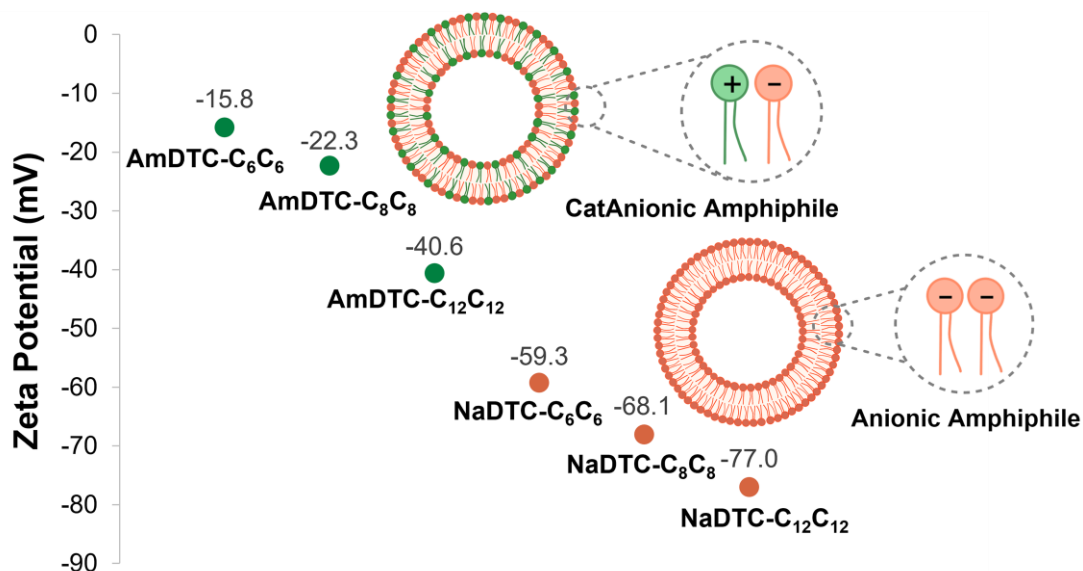 Zeta Potential (mV)
0
-10
-20
-30
-40
-50
-60
-70
-80
-90
-15.8
AmDTC-C₆C₆
-22.3
AmDTC-C₈C₈
-40.6
AmDTC-C₁₂C₁₂
-59.3
NaDTC-C₆C₆
-68.1
NaDTC-C₈C₈
-77.0
NaDTC-C₁₂C₁₂
+ −
CatAnionic Amphiphile
− −
Anionic Amphiphile